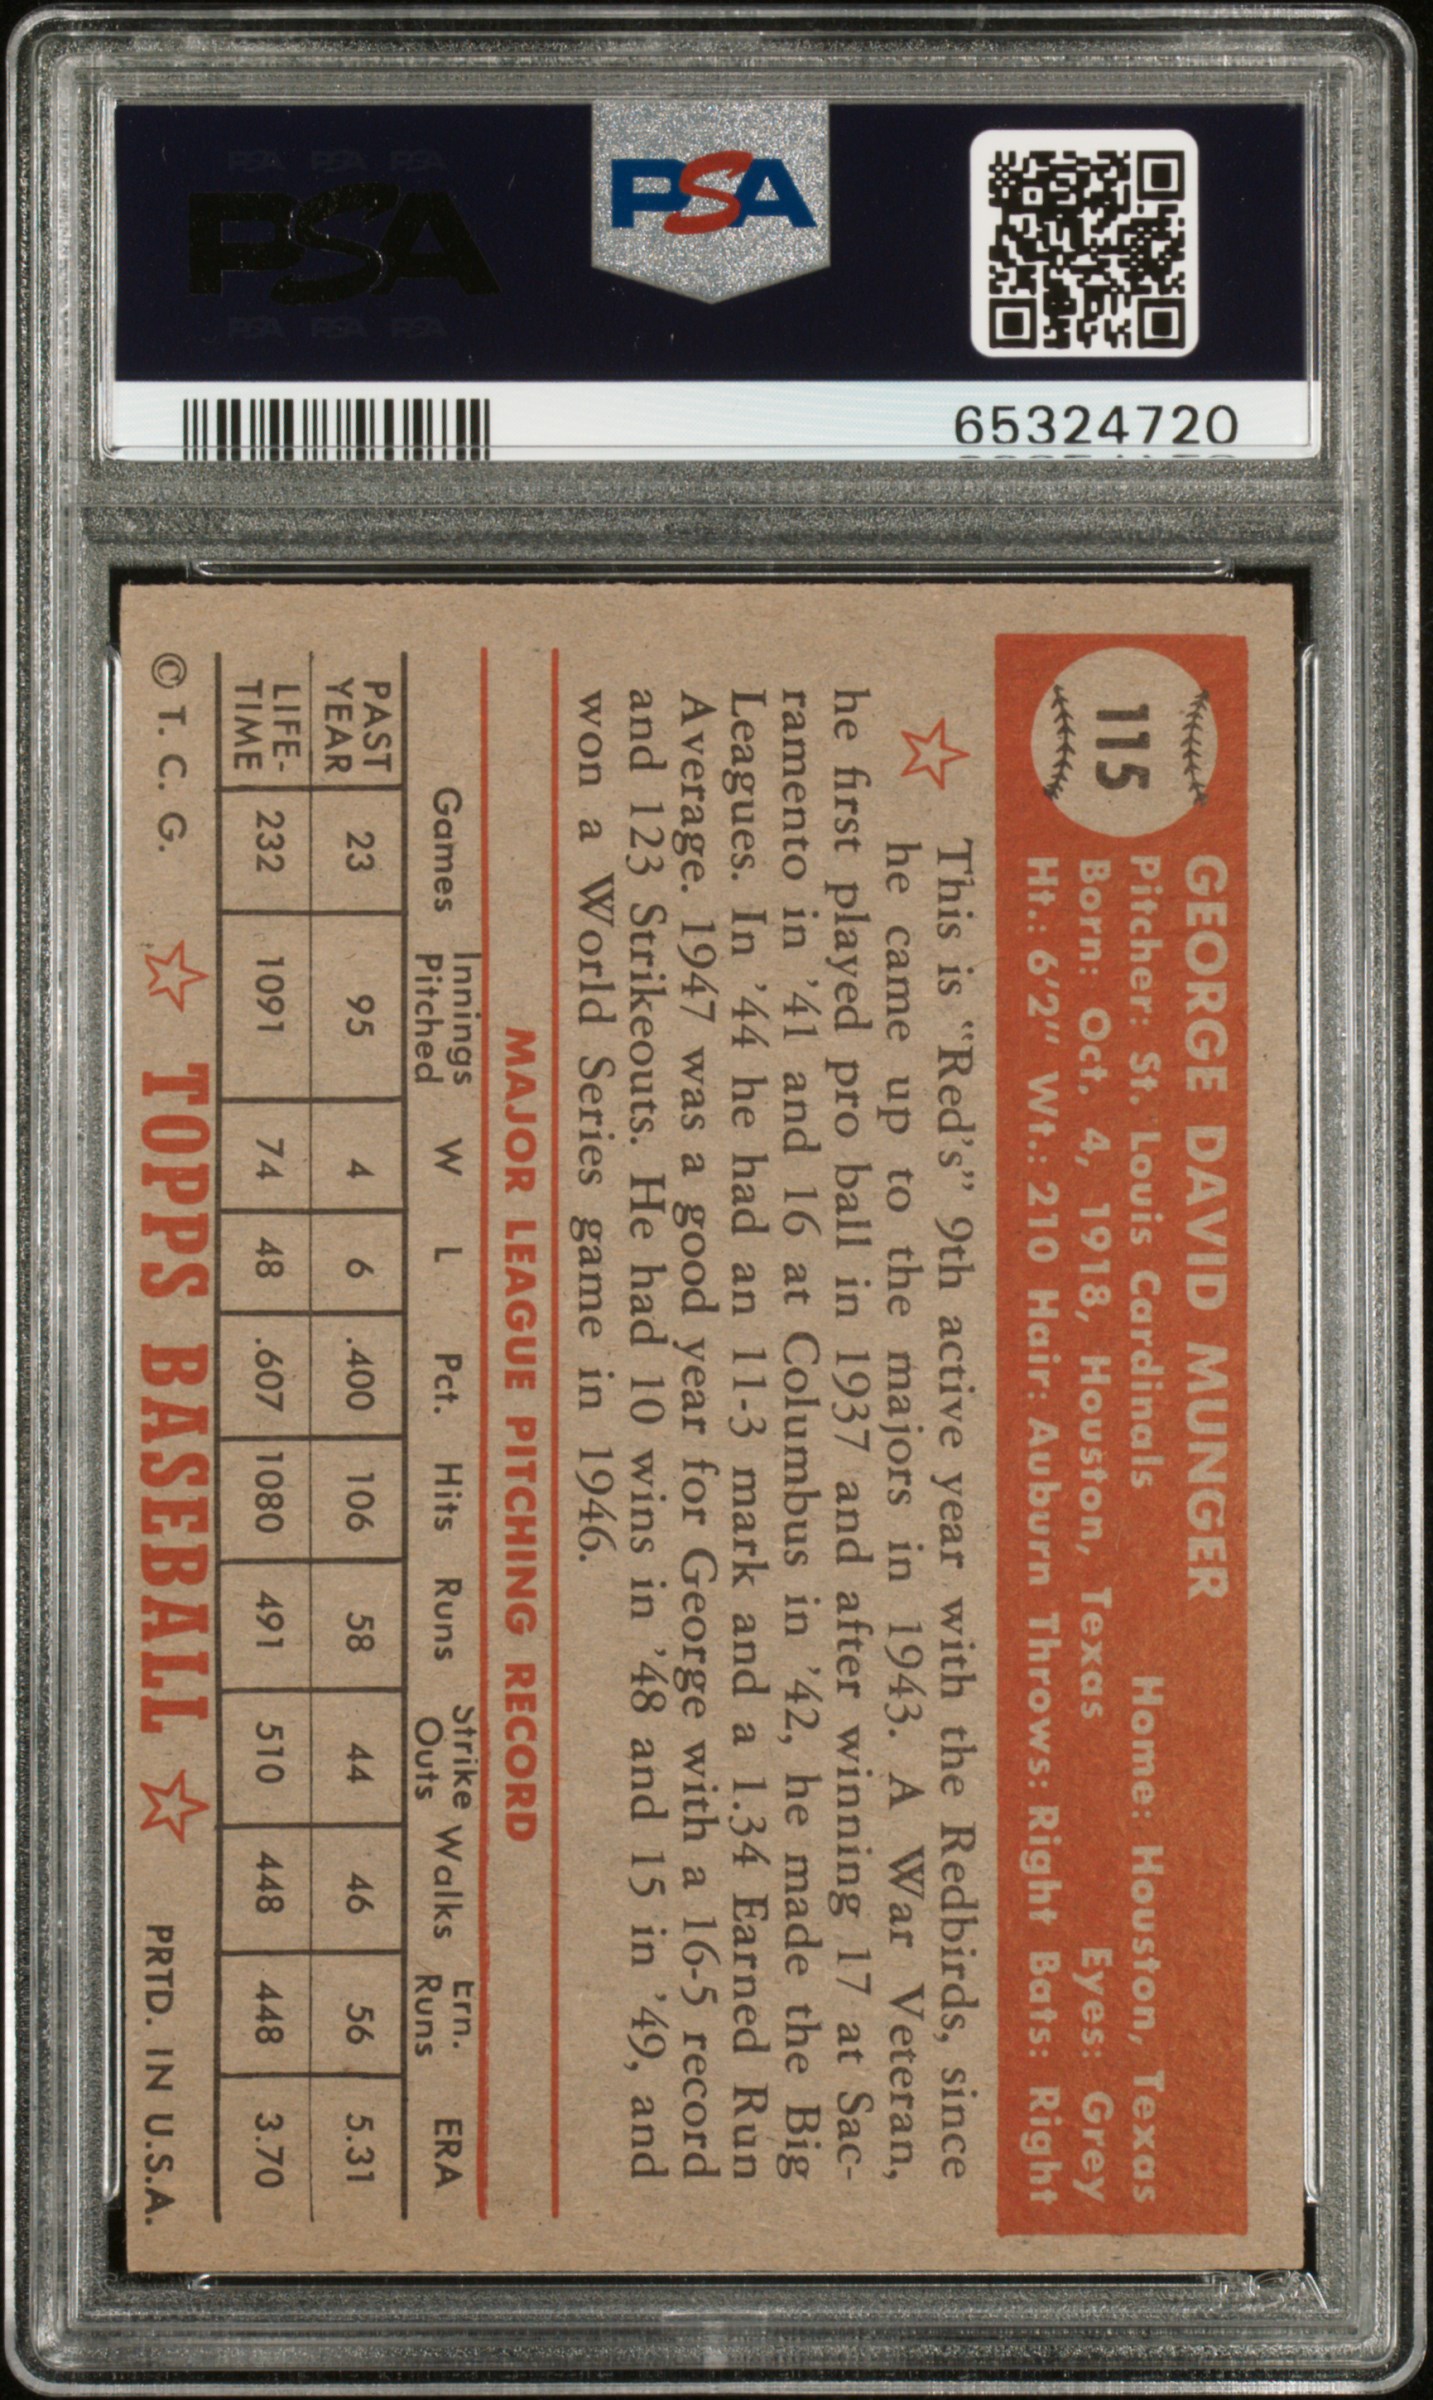 PSA PSA PSA
PSA
PSA PSA PSA
PSA
65324720
115
GEORGE DAVID MUNGER
Pitcher: St. Louis Cardinals Home: Houston, Texas
Born: Oct. 4, 1918, Houston, Texas Eyes: Grey
Ht.: 6'2" Wt.: 210 Hair: Auburn Throws: Right Bats: Right
This is "Red's" 9th active year with the Redbirds, since
he came up to the majors in 1943. A War Veteran,
he first played pro ball in 1937 and after winning 17 at Sac-
ramento in '41 and 16 at Columbus in '42, he made the Big
Leagues. In '44 he had an 11-3 mark and a 1.34 Earned Run
Average. 1947 was a good year for George with a 16-5 record
and 123 Strikeouts. He had 10 wins in '48 and 15 in '49, and
won a World Series game in 1946.
MAJOR LEAGUE PITCHING RECORD
Games Innings Pitched W L Pct. Hits Runs Strike Outs Walks Ern. Runs ERA
PAST YEAR 23 95 4 6 .400 106 58 44 46 56 5.31
LIFE-TIME 232 1091 74 48 .607 1080 491 510 448 448 3.70
© T. C. G. TOPPS BASEBALL PRTD. IN U.S.A.
PSA